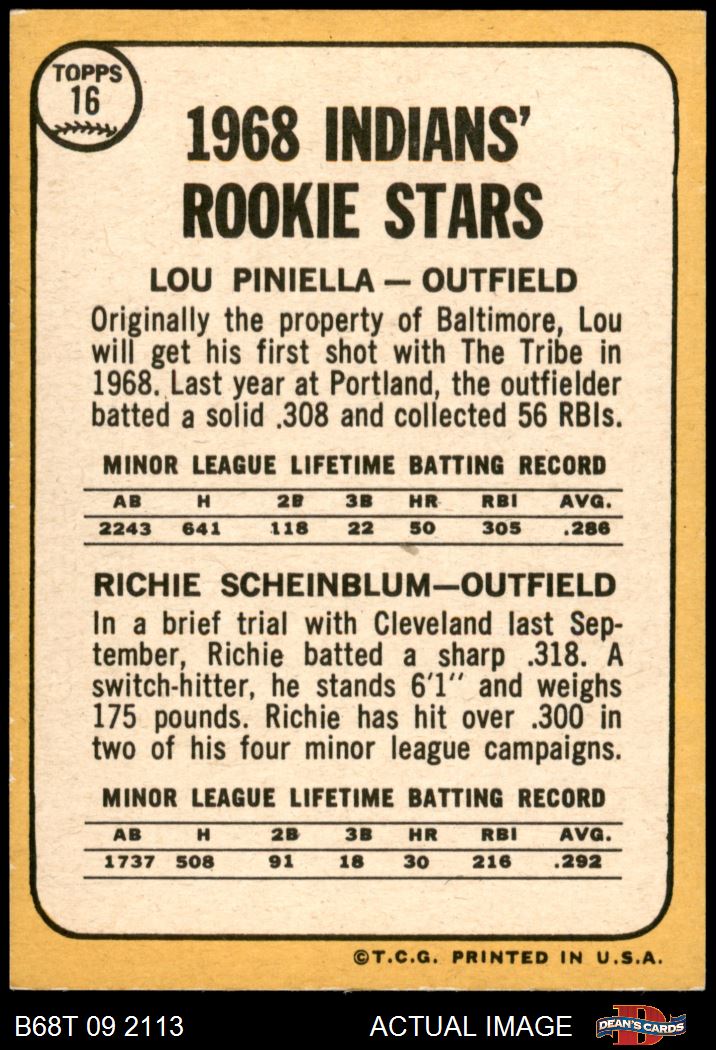 TOPPS
16
1968 INDIANS'
ROOKIE STARS
LOU PINIELLA — OUTFIELD
Originally the property of Baltimore, Lou
will get his first shot with The Tribe in
1968. Last year at Portland, the outfielder
batted a solid .308 and collected 56 RBIs.
MINOR LEAGUE LIFETIME BATTING RECORD
AB H 2B 3B HR RBI AVG.
2243 641 118 22 50 305 .286
RICHIE SCHEINBLUM—OUTFIELD
In a brief trial with Cleveland last Sep-
tember, Richie batted a sharp .318. A
switch-hitter, he stands 6'1" and weighs
175 pounds. Richie has hit over .300 in
two of his four minor league campaigns.
MINOR LEAGUE LIFETIME BATTING RECORD
AB H 2B 3B HR RBI AVG.
1737 508 91 18 30 216 .292
©T.C.G. PRINTED IN U.S.A.
B68T 09 2113 ACTUAL IMAGE D DEAN'S CARDS